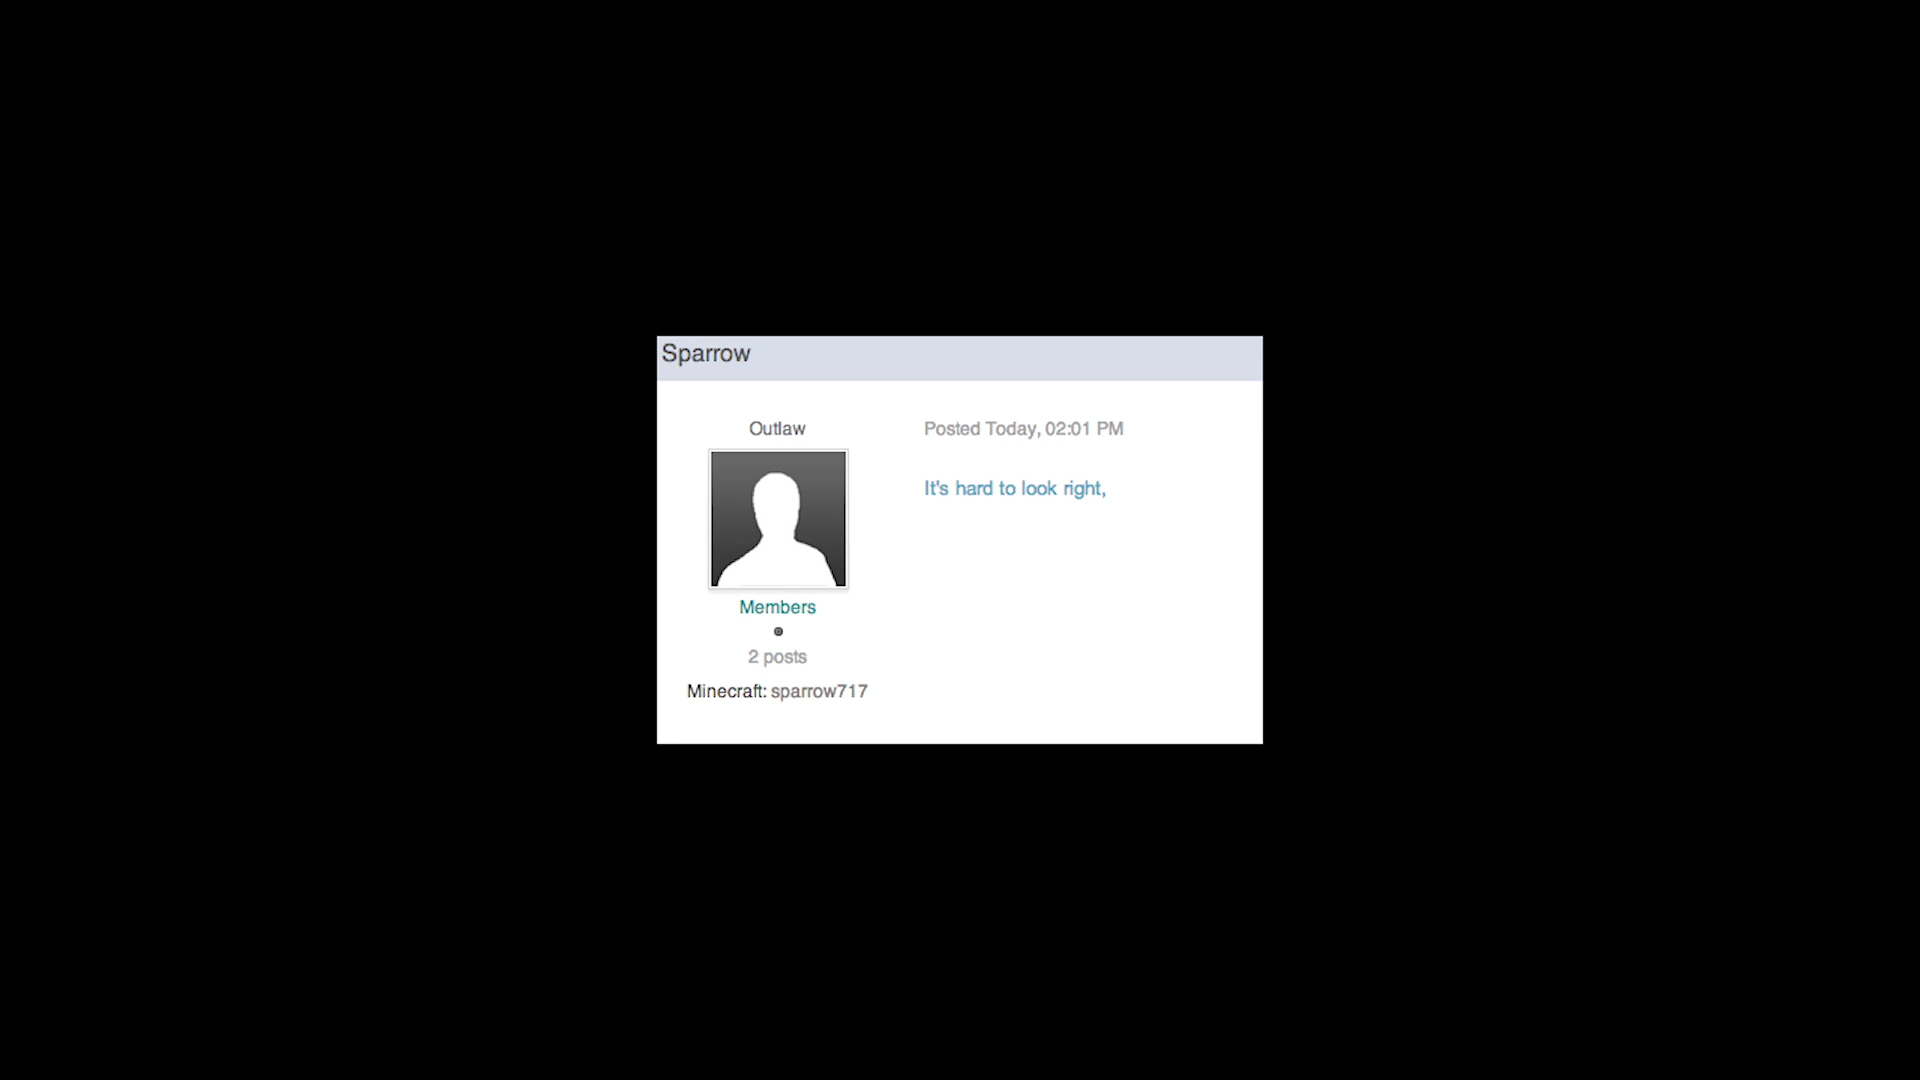 Sparrow
Outlaw
Members
2 posts
Minecraft: sparrow717
Posted Today, 02:01 PM
It's hard to look right,